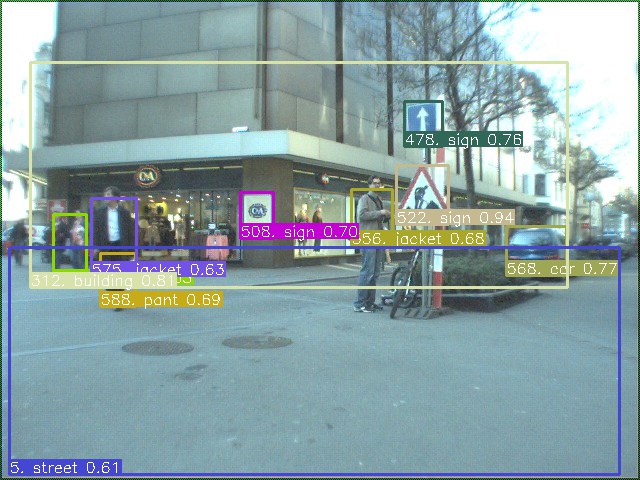 478. sign 0.76
C&A
C&A
522. sign 0.94
508. sign 0.70
556. jacket 0.68
575. jacket 0.63
568. car 0.77
312. building 0.81
588. pant 0.69
5. street 0.61